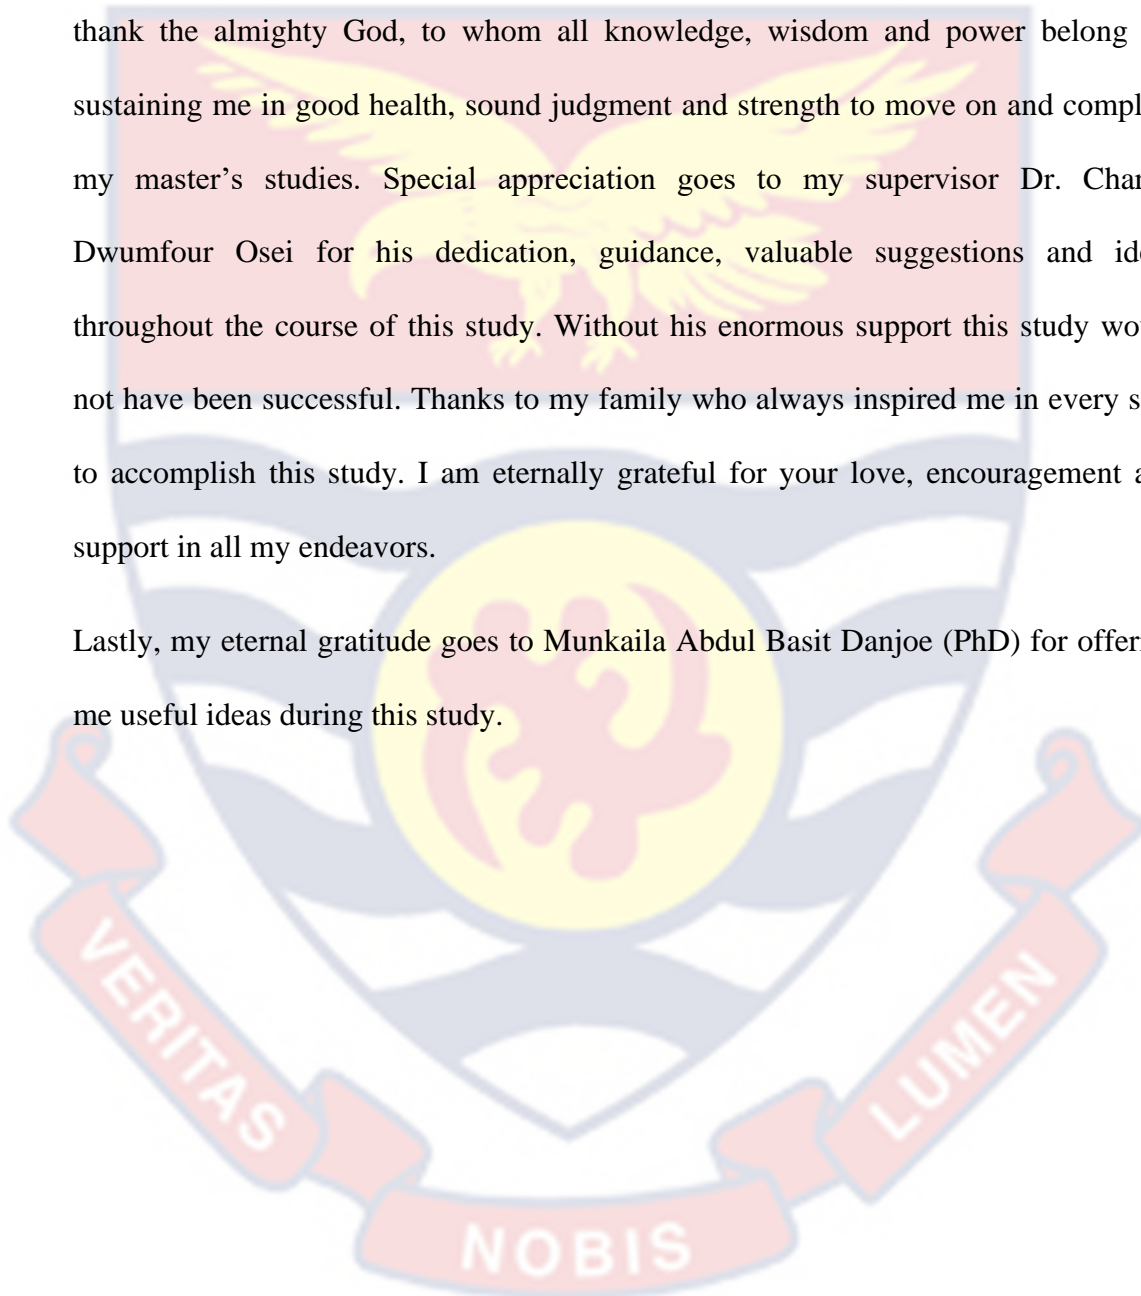 thank the almighty God, to whom all knowledge, wisdom and power belong
sustaining me in good health, sound judgment and strength to move on and
my master’s studies. Special appreciation goes to my supervisor Dr.
Dwumfour Osei for his dedication, guidance, valuable suggestions and
throughout the course of this study. Without his enormous support this study
not have been successful. Thanks to my family who always inspired me in every
to accomplish this study. I am eternally grateful for your love, encouragement
support in all my endeavors.
Lastly, my eternal gratitude goes to Munkaila Abdul Basit Danjoe (PhD) for
me useful ideas during this study.
VERITAS
NOBIS
LUMEN